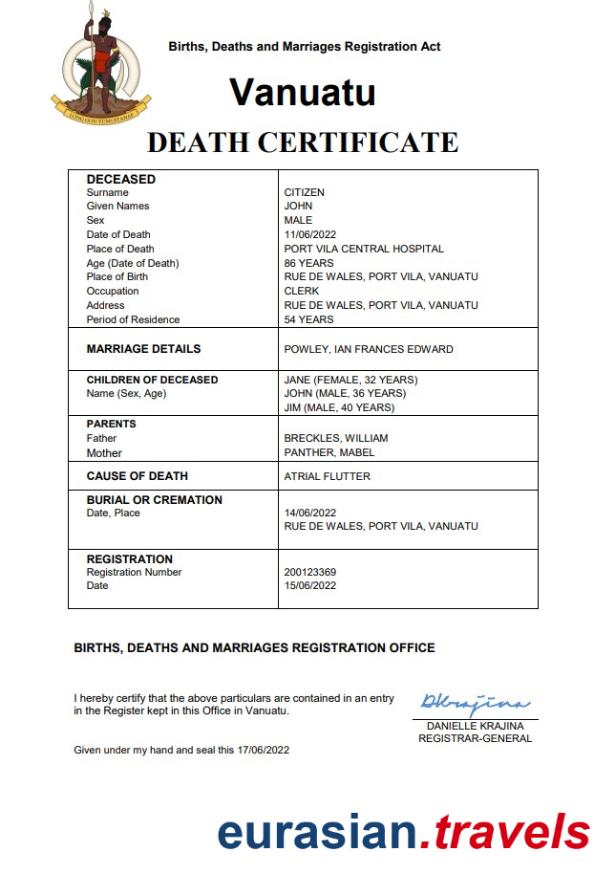 Births, Deaths and Marriages Registration Act
Vanuatu
DEATH CERTIFICATE
DECEASED
Surname CITIZEN
Given Names JOHN
Sex MALE
Date of Death 11/06/2022
Place of Death PORT VILA CENTRAL HOSPITAL
Age (Date of Death) 86 YEARS
Place of Birth RUE DE WALES, PORT VILA, VANUATU
Occupation CLERK
Address RUE DE WALES, PORT VILA, VANUATU
Period of Residence 54 YEARS
MARRIAGE DETAILS POWLEY, IAN FRANCES EDWARD
CHILDREN OF DECEASED JANE (FEMALE, 32 YEARS)
Name (Sex, Age) JOHN (MALE, 36 YEARS)
JIM (MALE, 40 YEARS)
PARENTS
Father BRECKLES, WILLIAM
Mother PANTHER, MABEL
CAUSE OF DEATH ATRIAL FLUTTER
BURIAL OR CREMATION
Date, Place 14/06/2022
RUE DE WALES, PORT VILA, VANUATU
REGISTRATION
Registration Number 200123369
Date 15/06/2022
BIRTHS, DEATHS AND MARRIAGES REGISTRATION OFFICE
I hereby certify that the above particulars are contained in an entry
in the Register kept in this Office in Vanuatu.
DKrajina
DANIELLE KRAJINA
REGISTRAR-GENERAL
Given under my hand and seal this 17/06/2022
eurasian.travels